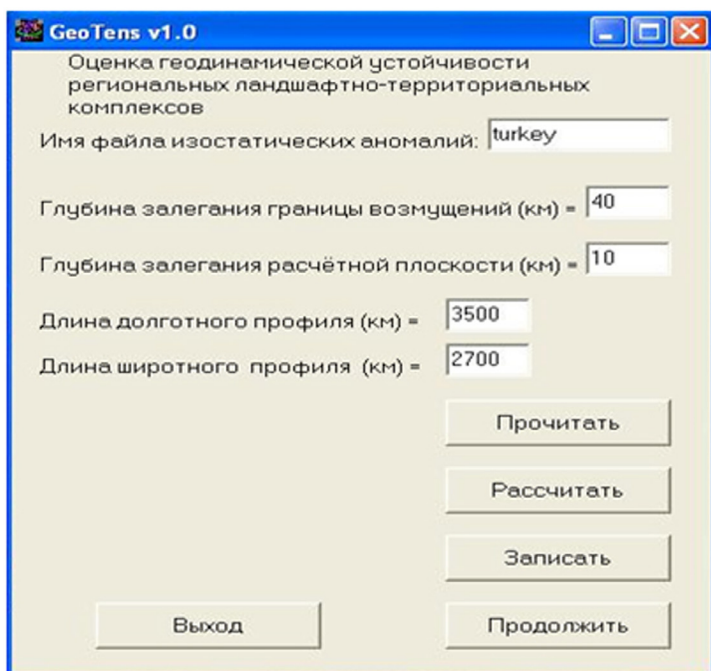 GeoTens v1.0
Оценка геодинамической устойчивости
региональных ландшафтно-территориальных
комплексов
Имя файла изостатических аномалий: turkey
Глубина залегания границы возмущений (км) = 40
Глубина залегания расчётной плоскости (км) = 10
Длина долготного профиля (км) = 3500
Длина широтного профиля (км) = 2700
Прочитать
Рассчитать
Записать
Выход Продолжить